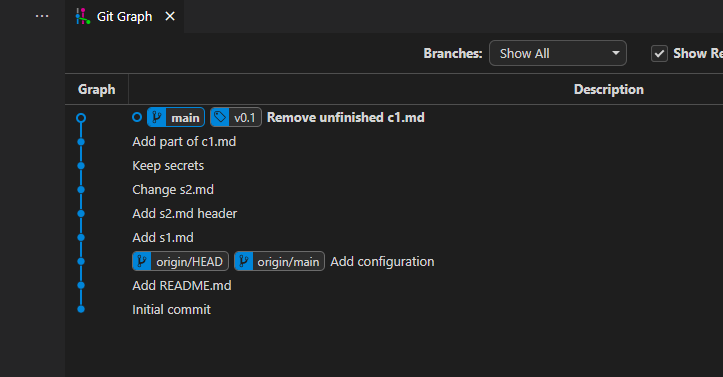 Git Graph
Branches: Show All Show Re
Graph Description
main v0.1 Remove unfinished c1.md
Add part of c1.md
Keep secrets
Change s2.md
Add s2.md header
Add s1.md
origin/HEAD origin/main Add configuration
Add README.md
Initial commit